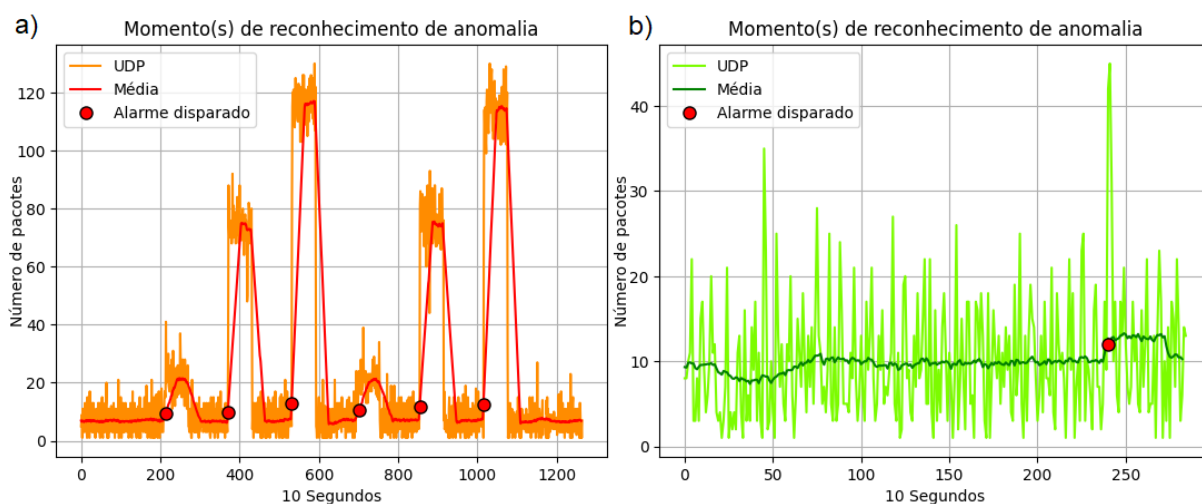 a)
Momento(s) de reconhecimento de anomalia
UDP
Média
Alarme disparado
Número de pacotes
120
100
80
60
40
20
0
0
200
400
600
800
1000
1200
10 Segundos
b)
Momento(s) de reconhecimento de anomalia
UDP
Média
Alarme disparado
Número de pacotes
40
30
20
10
0
0
50
100
150
200
250
10 Segundos